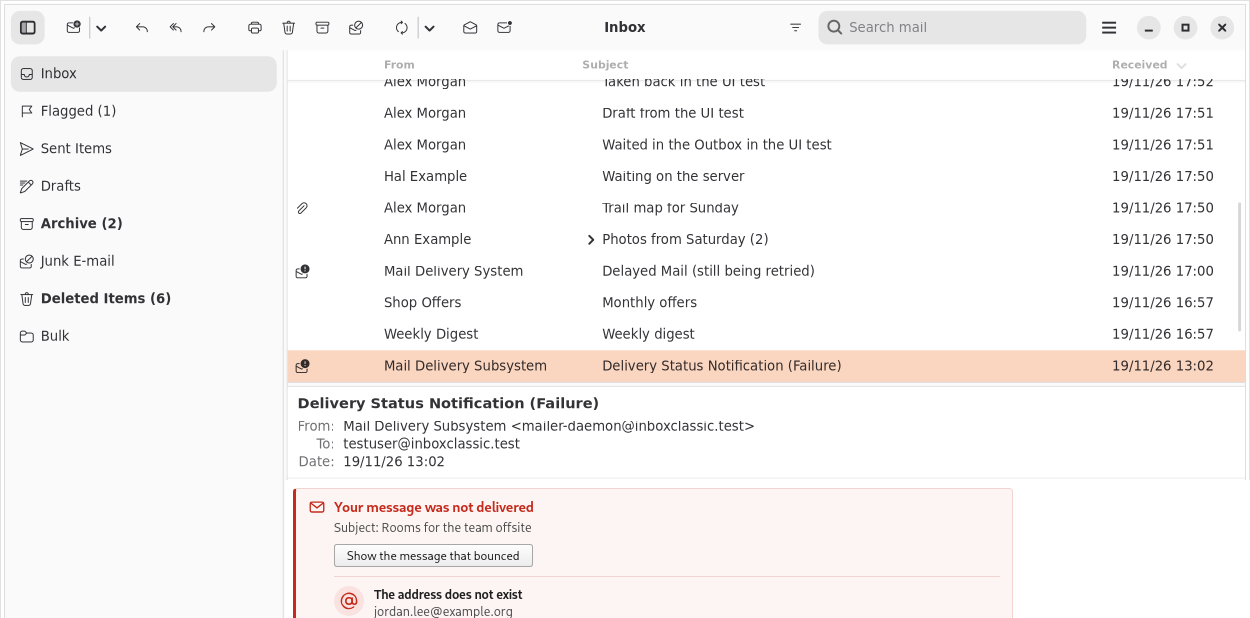 Inbox
Search mail
Inbox
Flagged (1)
Sent Items
Drafts
Archive (2)
Junk E-mail
Deleted Items (6)
Bulk
From Subject Received
Alex Morgan Taken back in the UI test 19/11/26 17:52
Alex Morgan Draft from the UI test 19/11/26 17:51
Alex Morgan Waited in the Outbox in the UI test 19/11/26 17:51
Hal Example Waiting on the server 19/11/26 17:50
Alex Morgan Trail map for Sunday 19/11/26 17:50
Ann Example Photos from Saturday (2) 19/11/26 17:50
Mail Delivery System Delayed Mail (still being retried) 19/11/26 17:00
Shop Offers Monthly offers 19/11/26 16:57
Weekly Digest Weekly digest 19/11/26 16:57
Mail Delivery Subsystem Delivery Status Notification (Failure) 19/11/26 13:02
Delivery Status Notification (Failure)
From: Mail Delivery Subsystem <mailer-daemon@inboxclassic.test>
To: testuser@inboxclassic.test
Date: 19/11/26 13:02
Your message was not delivered
Subject: Rooms for the team offsite
Show the message that bounced
The address does not exist
jordan.lee@example.org